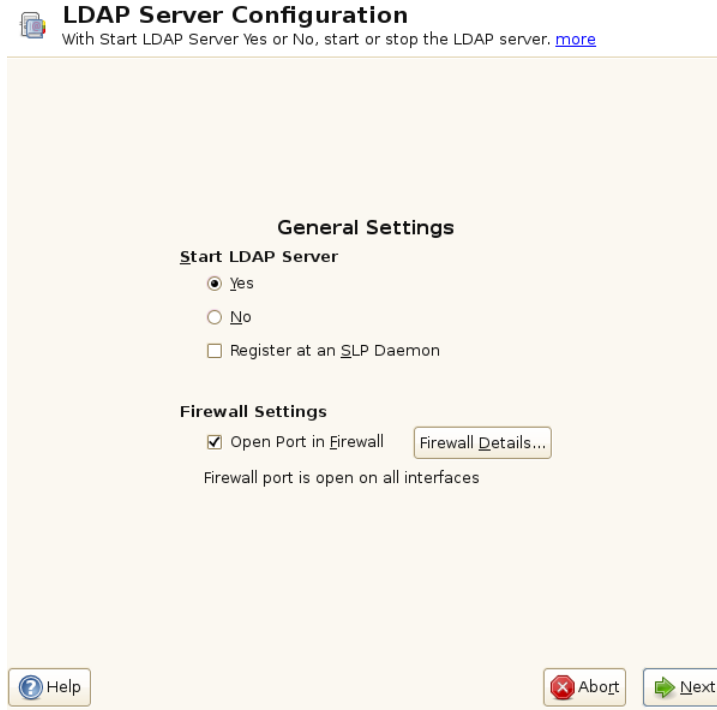 LDAP Server Configuration
With Start LDAP Server Yes or No, start or stop the LDAP server. more
General Settings
Start LDAP Server
Yes
No
Register at an SLP Daemon
Firewall Settings
Open Port in Firewall Firewall Details...
Firewall port is open on all interfaces
Help Abort Next